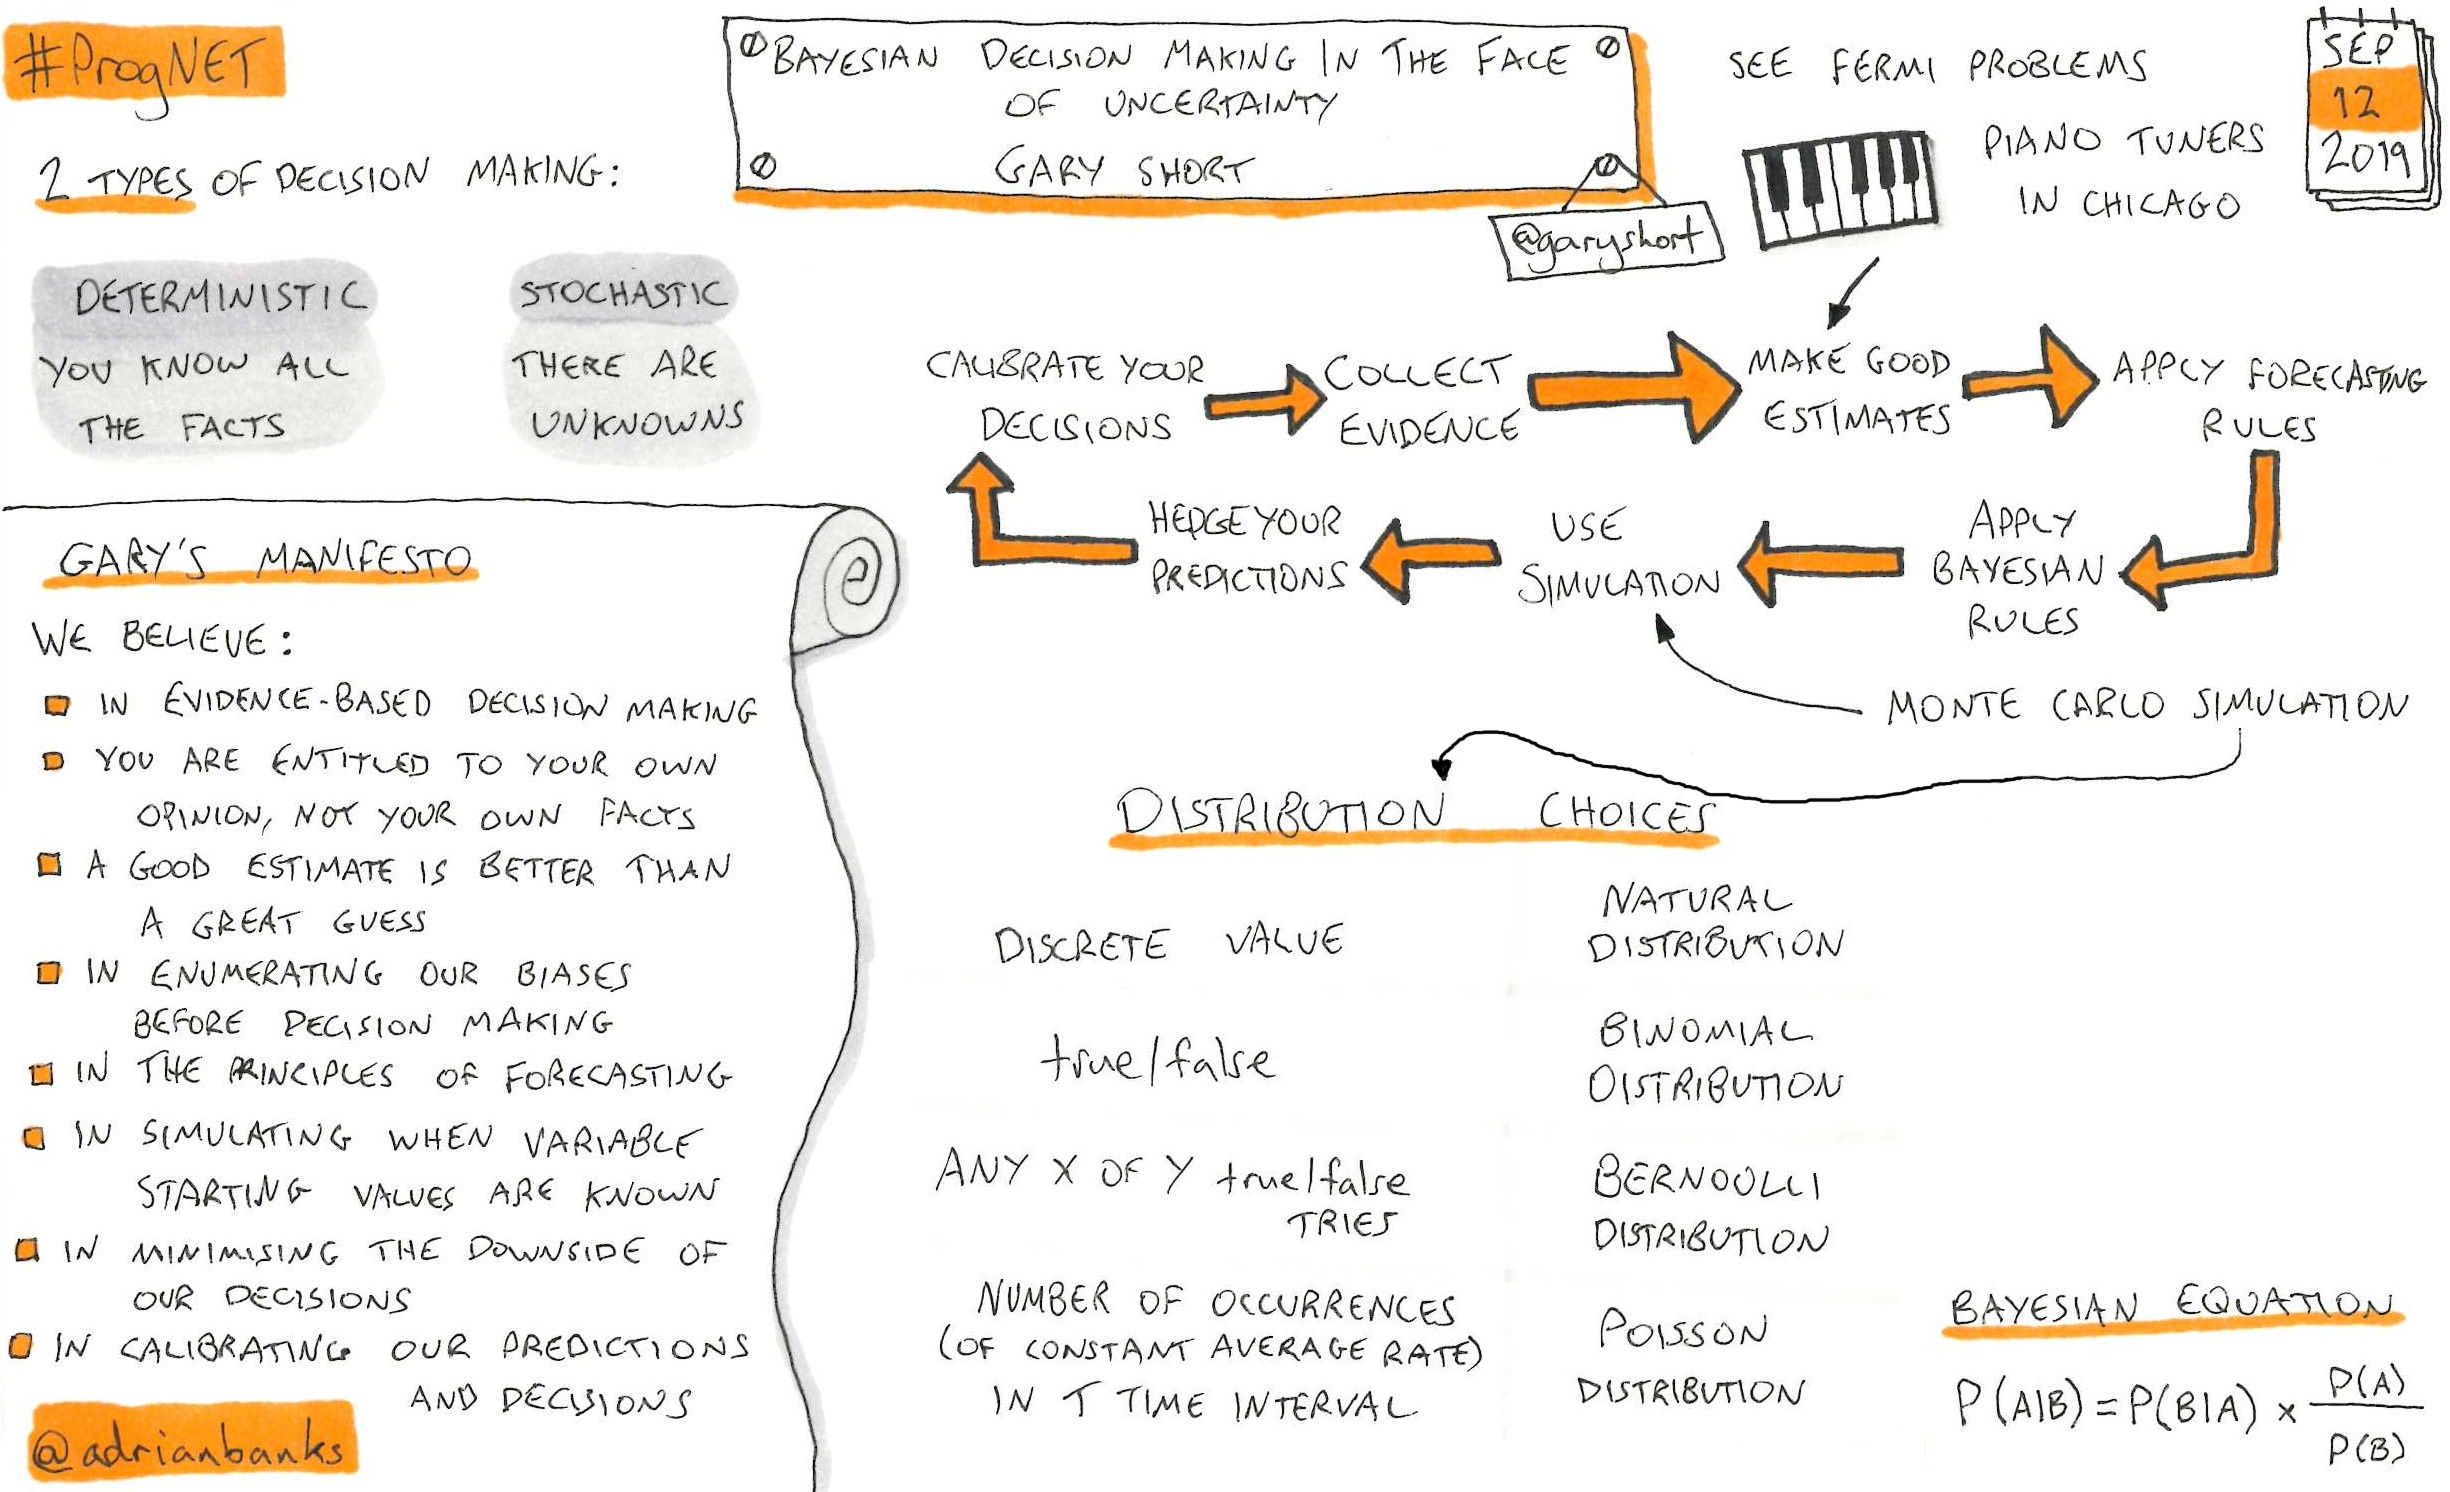 #ProgNET
BAYESIAN DECISION MAKING IN THE FACE
OF UNCERTAINTY
GARY SHORT
@garyshort
SEE FERMI PROBLEMS
PIANO TUNERS
IN CHICAGO
SEP
12
2019
2 TYPES OF DECISION MAKING:
DETERMINISTIC
YOU KNOW ALL
THE FACTS
STOCHASTIC
THERE ARE
UNKNOWNS
CALIBRATE YOUR
DECISIONS
COLLECT
EVIDENCE
MAKE GOOD
ESTIMATES
APPLY FORECASTING
RULES
APPLY
BAYESIAN
RULES
USE
SIMULATION
HEDGE YOUR
PREDICTIONS
MONTE CARLO SIMULATION
GARY'S MANIFESTO
WE BELIEVE:
IN EVIDENCE-BASED DECISION MAKING
YOU ARE ENTITLED TO YOUR OWN
OPINION, NOT YOUR OWN FACTS
A GOOD ESTIMATE IS BETTER THAN
A GREAT GUESS
IN ENUMERATING OUR BIASES
BEFORE DECISION MAKING
IN THE PRINCIPLES OF FORECASTING
IN SIMULATING WHEN VARIABLE
STARTING VALUES ARE KNOWN
IN MINIMISING THE DOWNSIDE OF
OUR DECISIONS
IN CALIBRATING OUR PREDICTIONS
AND DECISIONS
@adrianbanks
DISTRIBUTION CHOICES
DISCRETE VALUE
NATURAL
DISTRIBUTION
true/false
BINOMIAL
DISTRIBUTION
ANY X OF Y true/false
TRIES
BERNOULLI
DISTRIBUTION
NUMBER OF OCCURRENCES
(OF CONSTANT AVERAGE RATE)
IN T TIME INTERVAL
POISSON
DISTRIBUTION
BAYESIAN EQUATION
P(A|B) = P(B|A) × P(A)
P(B)